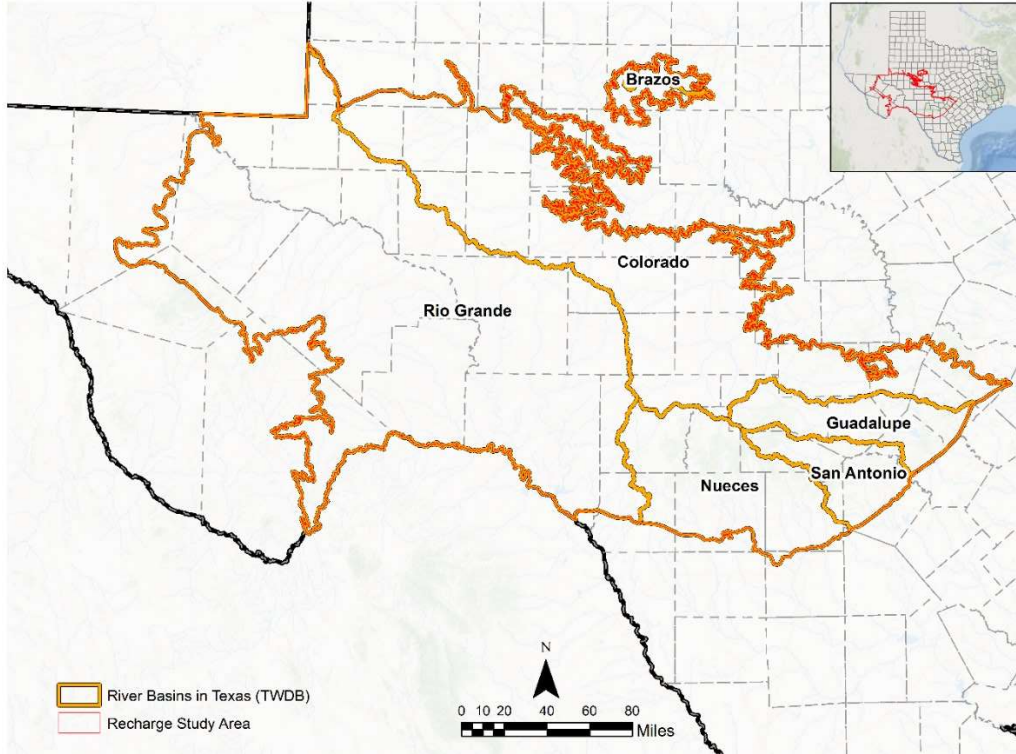 Brazos
Colorado
Rio Grande
Guadalupe
San Antonio
Nueces
N
River Basins in Texas (TWDB)
Recharge Study Area
0 10 20 40 60 80
Miles